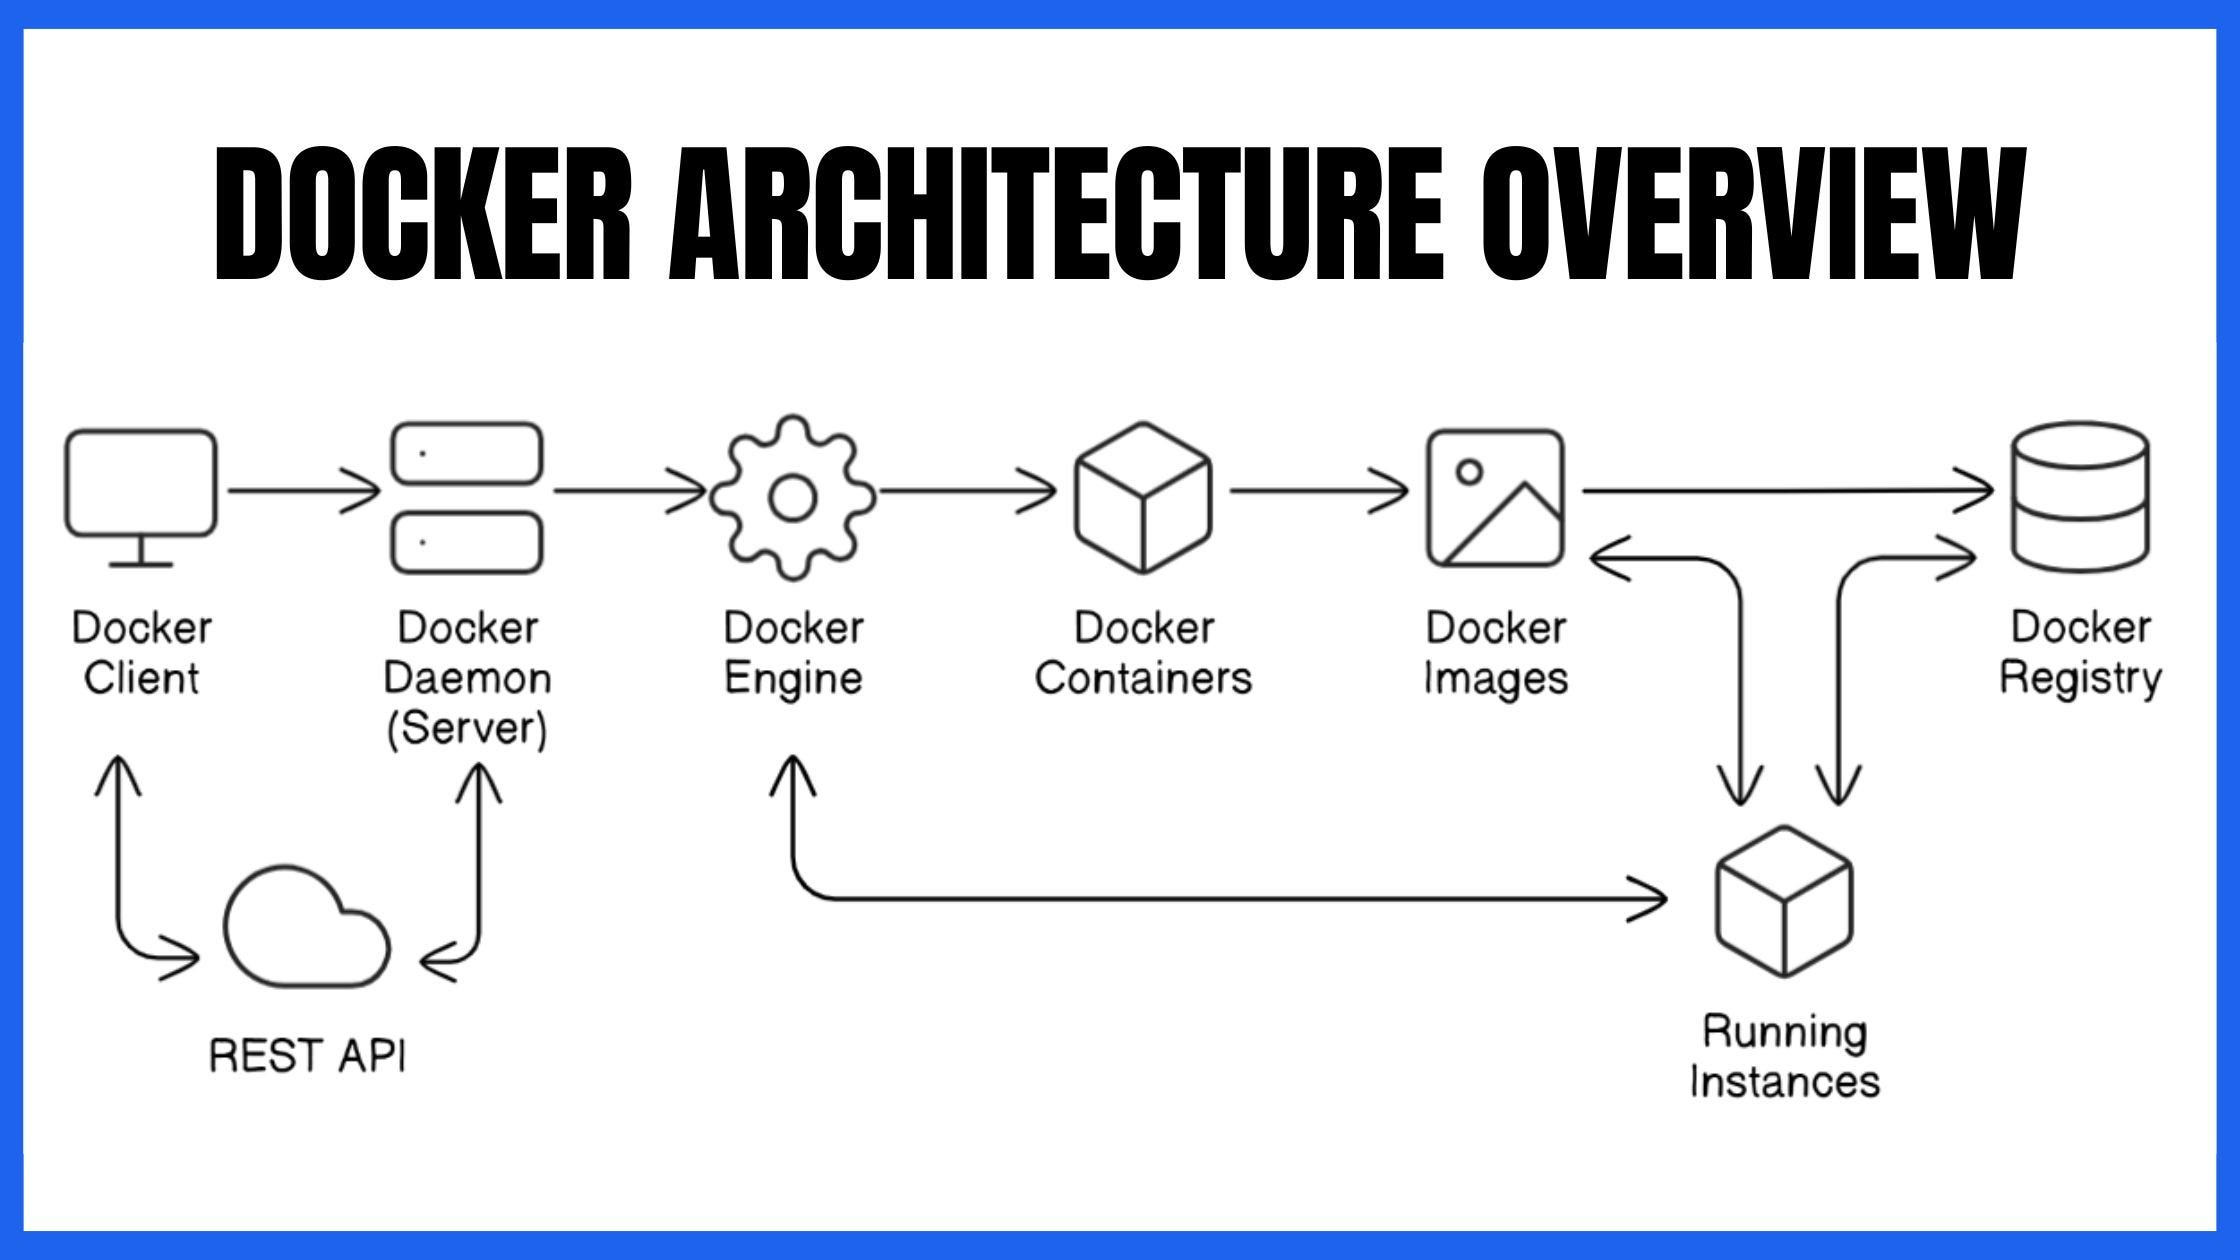 DOCKER ARCHITECTURE OVERVIEW
Docker
Client
Docker
Daemon
(Server)
Docker
Engine
Docker
Containers
Docker
Images
Docker
Registry
REST API
Running
Instances